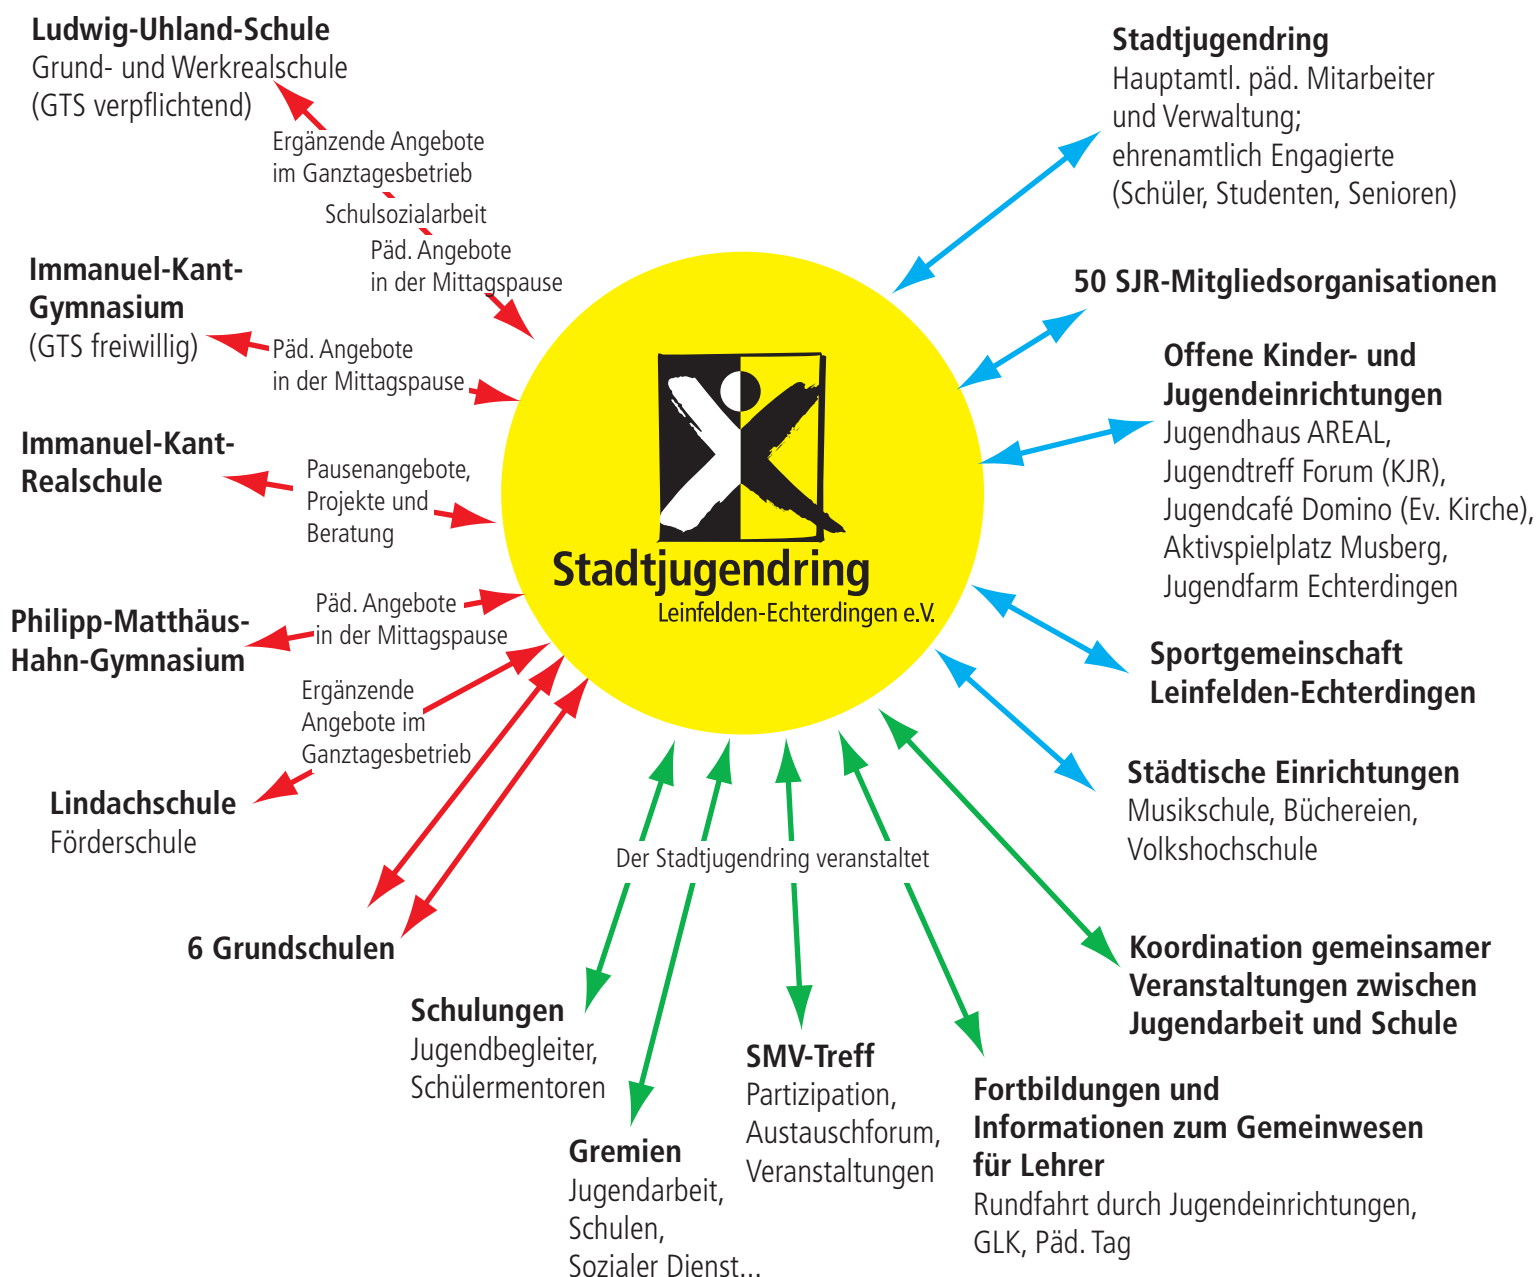 Ludwig-Uhland-Schule
Grund- und Werkrealschule
(GTS verpflichtend)
Ergänzende Angebote
im Ganztagesbetrieb
Schulsozialarbeit
Päd. Angebote
in der Mittagspause
Immanuel-Kant-
Gymnasium
(GTS freiwillig)
Päd. Angebote
in der Mittagspause
Immanuel-Kant-
Realschule
Pausenangebote,
Projekte und
Beratung
Philipp-Matthäus-
Hahn-Gymnasium
Päd. Angebote
in der Mittagspause
Lindachschule
Förderschule
Ergänzende
Angebote im
Ganztagesbetrieb
6 Grundschulen
Stadtjugendring
Leinfelden-Echterdingen e.V.
Stadtjugendring
Hauptamtl. päd. Mitarbeiter
und Verwaltung;
ehrenamtlich Engagierte
(Schüler, Studenten, Senioren)
50 SJR-Mitgliedsorganisationen
Offene Kinder- und
Jugendeinrichtungen
Jugendhaus AREAL,
Jugendtreff Forum (KJR),
Jugendcafé Domino (Ev. Kirche),
Aktivspielplatz Musberg,
Jugendfarm Echterdingen
Sportgemeinschaft
Leinfelden-Echterdingen
Städtische Einrichtungen
Musikschule, Büchereien,
Volkshochschule
Der Stadtjugendring veranstaltet
Schulungen
Jugendbegleiter,
Schülermentoren
Gremien
Jugendarbeit,
Schulen,
Sozialer Dienst...
SMV-Treff
Partizipation,
Austauschforum,
Veranstaltungen
Fortbildungen und
Informationen zum Gemeinwesen
für Lehrer
Rundfahrt durch Jugendeinrichtungen,
GLK, Päd. Tag
Koordination gemeinsamer
Veranstaltungen zwischen
Jugendarbeit und Schule